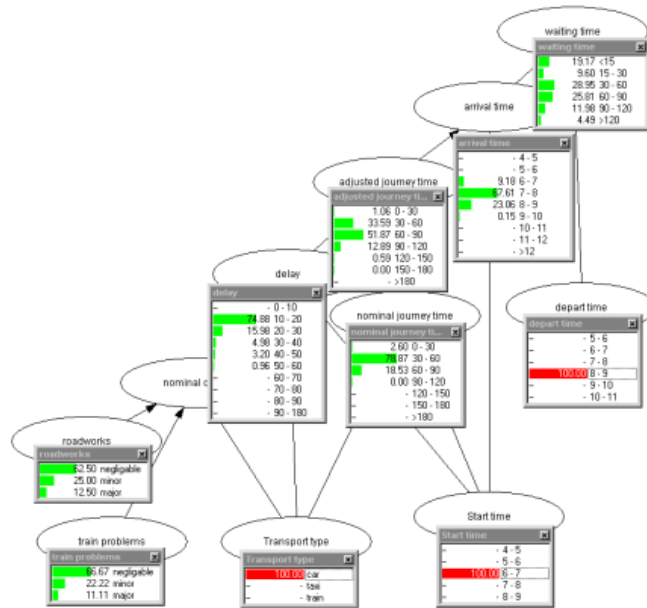 waiting time
waiting time
19.17 <15
9.60 15 - 30
28.95 30 - 60
25.81 60 - 90
11.98 90 - 120
4.49 >120
arrival time
arrival time
- 4 - 5
- 5 - 6
9.18 6 - 7
67.61 7 - 8
23.06 8 - 9
0.15 9 - 10
- 10 - 11
- 11 - 12
- >12
adjusted journey time
adjusted journey ti...
1.06 0 - 30
33.59 30 - 60
51.87 60 - 90
12.89 90 - 120
0.59 120 - 150
0.00 150 - 180
- >180
delay
delay
- 0 - 10
74.88 10 - 20
15.98 20 - 30
4.98 30 - 40
3.20 40 - 50
0.96 50 - 60
- 60 - 70
- 70 - 80
- 80 - 90
- 90 - 180
nominal journey time
nominal journey ti...
2.60 0 - 30
78.87 30 - 60
18.53 60 - 90
0.00 90 - 120
- 120 - 150
- 150 - 180
- >180
depart time
depart time
- 5 - 6
- 6 - 7
- 7 - 8
100.00 8 - 9
- 9 - 10
- 10 - 11
nominal
roadworks
roadworks
62.50 negligable
25.00 minor
12.50 major
train problems
train problems
66.67 negligable
22.22 minor
11.11 major
Transport type
Transport type
100.00 car
- taxi
- train
Start time
Start time
- 4 - 5
- 5 - 6
100.00 6 - 7
- 7 - 8
- 8 - 9